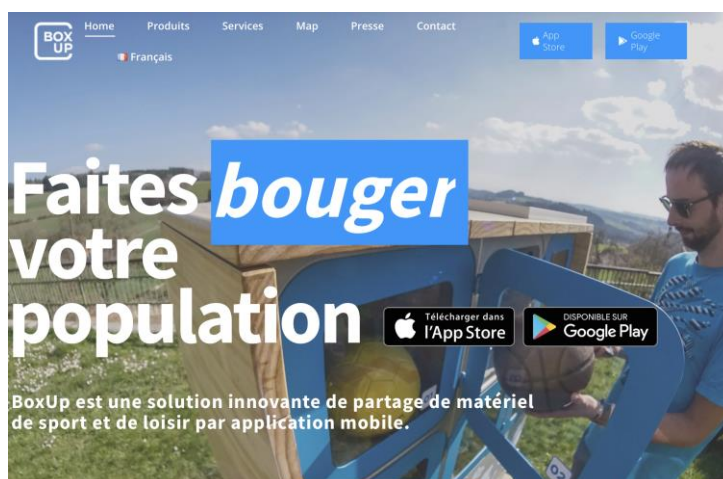 BOX
UP
Home Produits Services Map Presse Contact
Français
App
Store
Google
Play
Faites bouger
votre
population
Télécharger dans
l'App Store
DISPONIBLE SUR
Google Play
BoxUp est une solution innovante de partage de matériel
de sport et de loisir par application mobile.